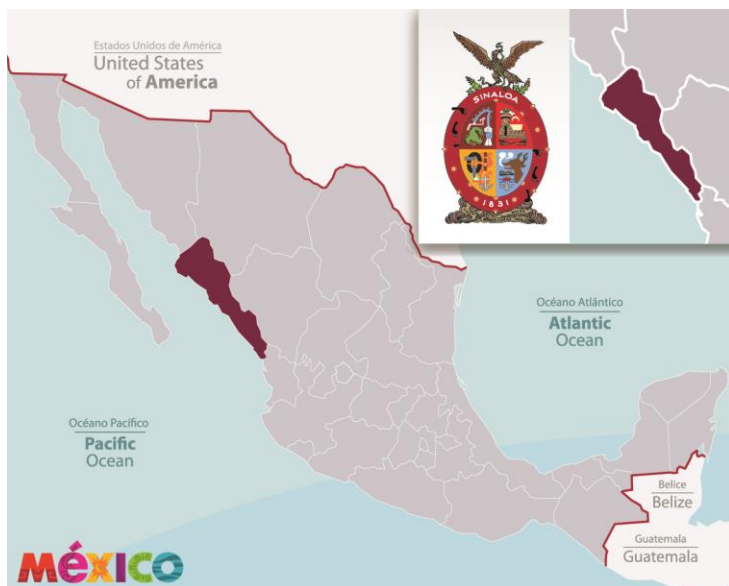 Estados Unidos de América
United States
of America
SINALOA
1831
Océano Atlántico
Atlantic
Ocean
Océano Pacífico
Pacific
Ocean
Belice
Belize
Guatemala
Guatemala
MéXICO